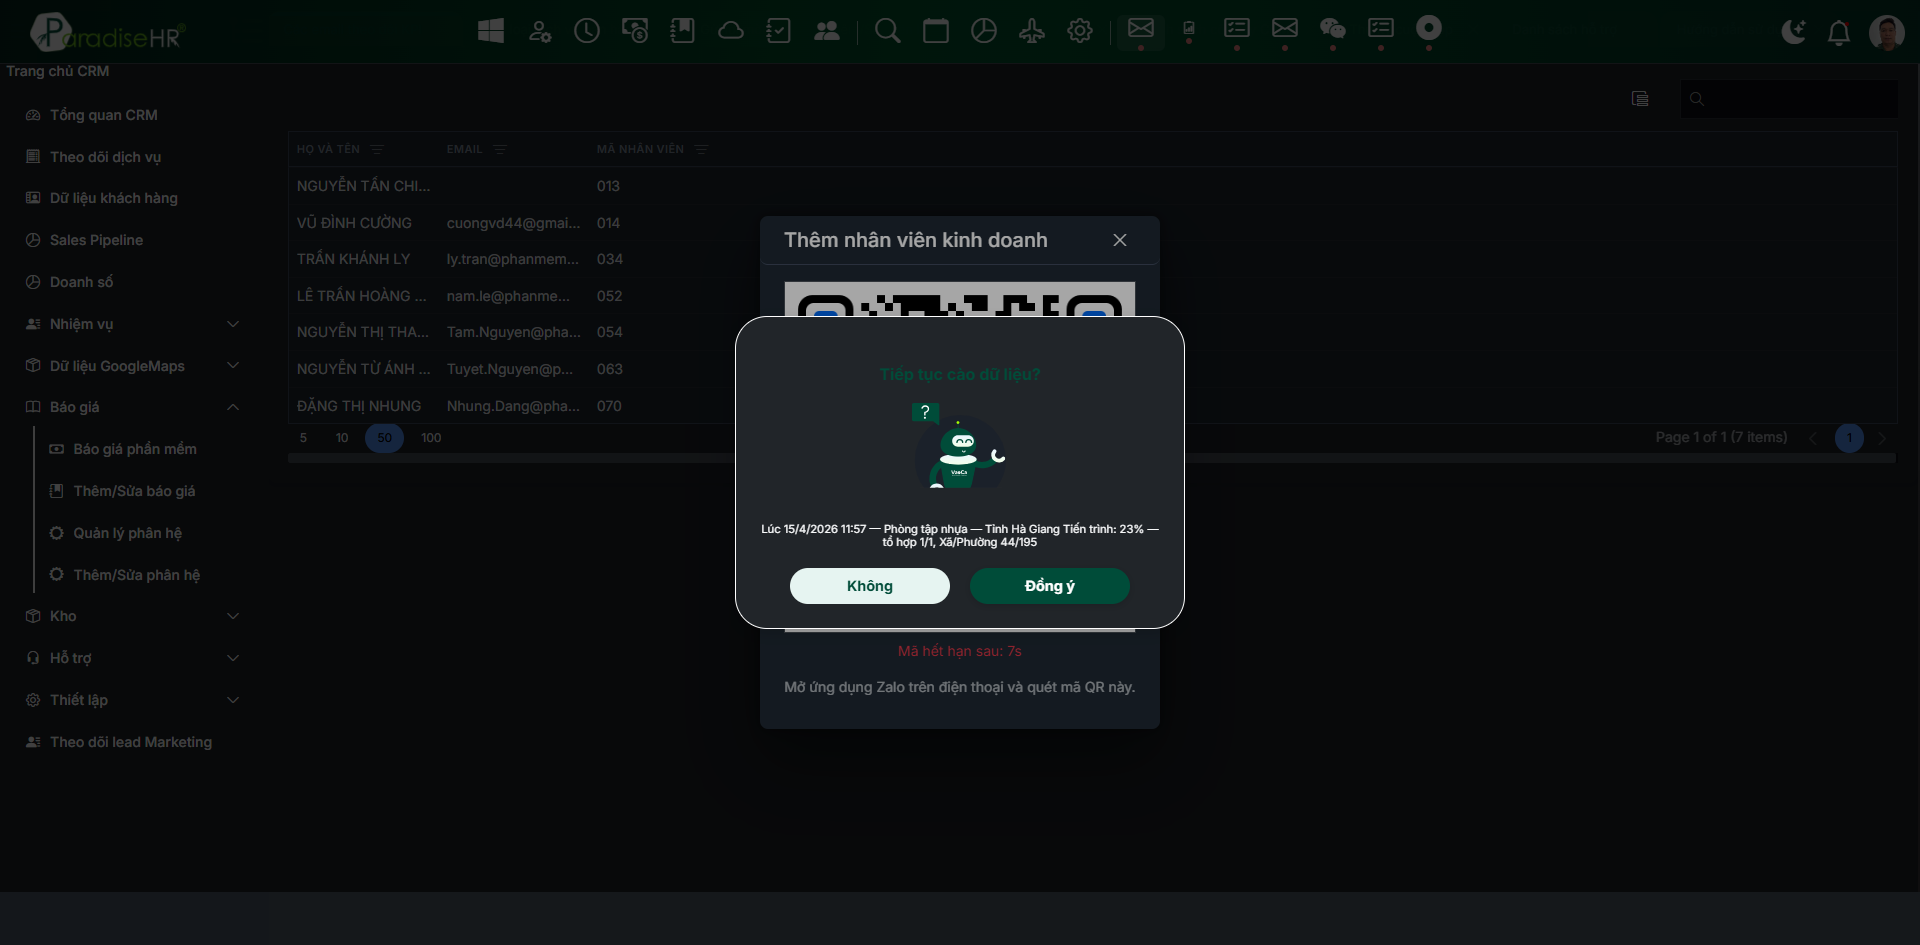 ParadiseHR
Trang chủ CRM
Tổng quan CRM
Theo dõi dịch vụ
Dữ liệu khách hàng
Sales Pipeline
Doanh số
Nhiệm vụ
Dữ liệu GoogleMaps
Báo giá
Báo giá phần mềm
Thêm/Sửa báo giá
Quản lý phân hệ
Thêm/Sửa phân hệ
Kho
Hỗ trợ
Thiết lập
Theo dõi lead Marketing
HỌ VÀ TÊN EMAIL MÃ NHÂN VIÊN
NGUYỄN TẤN CHI... 013
VŨ ĐÌNH CƯỜNG cuongvd44@gmai... 014
TRẦN KHÁNH LY ly.tran@phanmem... 034
LÊ TRẦN HOÀNG ... nam.le@phanme... 052
NGUYỄN THỊ THA... Tam.Nguyen@pha... 054
NGUYỄN TỪ ÁNH ... Tuyet.Nguyen@p... 063
ĐẶNG THỊ NHUNG Nhung.Dang@pha... 070
5 10 50 100
Page 1 of 1 (7 items) 1
Thêm nhân viên kinh doanh
Tiếp tục cào dữ liệu?
?
VaoCa
Lúc 15/4/2026 11:57 — Phòng tập nhựa — Tỉnh Hà Giang Tiến trình: 23% —
tổ hợp 1/1, Xã/Phường 44/195
Không
Đồng ý
Mã hết hạn sau: 7s
Mở ứng dụng Zalo trên điện thoại và quét mã QR này.